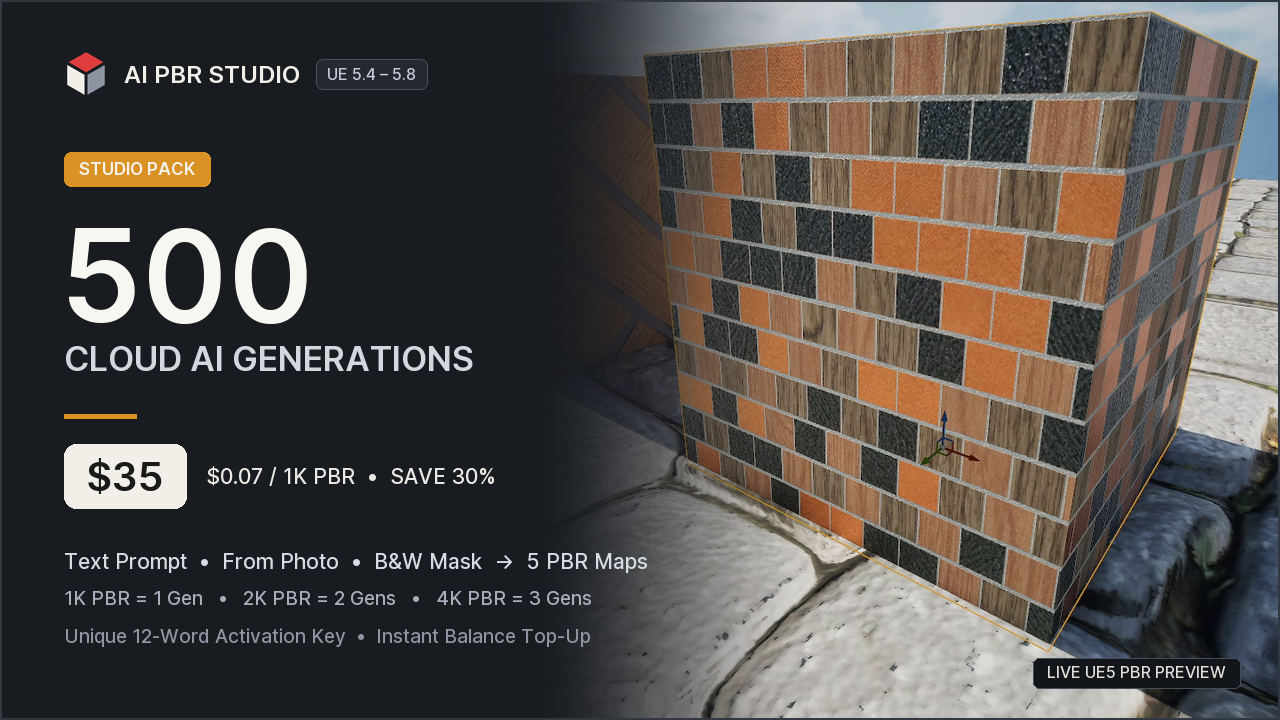 AI PBR STUDIO UE 5.4 – 5.8
STUDIO PACK
500
CLOUD AI GENERATIONS
$35 $0.07 / 1K PBR • SAVE 30%
Text Prompt • From Photo • B&W Mask → 5 PBR Maps
1K PBR = 1 Gen • 2K PBR = 2 Gens • 4K PBR = 3 Gens
Unique 12-Word Activation Key • Instant Balance Top-Up
LIVE UE5 PBR PREVIEW